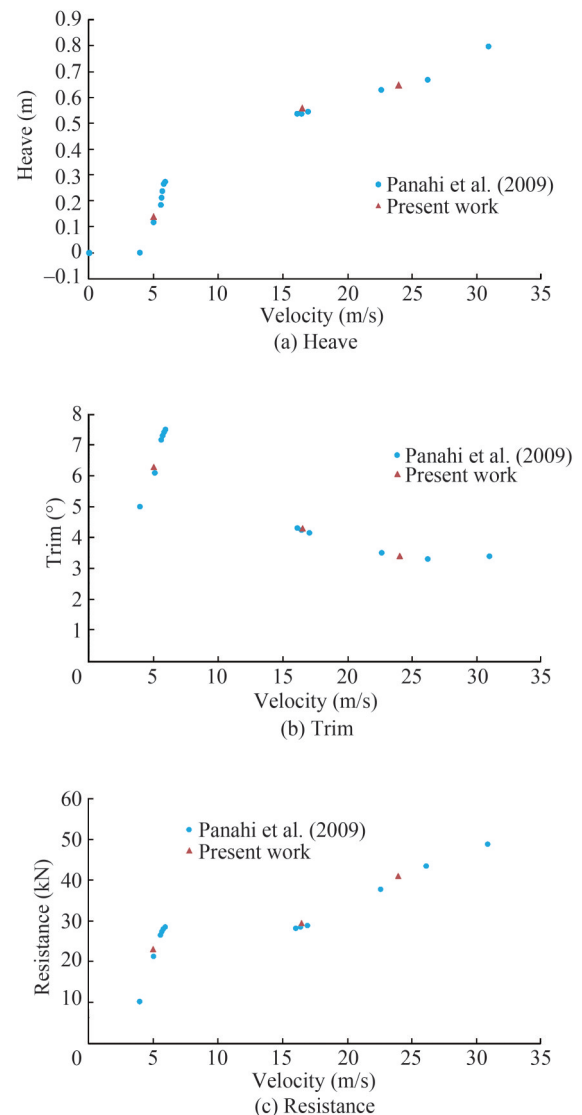 0.9
0.8
0.7
0.6
0.5
0.4
0.3
0.2
0.1
0
–0.1
Heave (m)
Panahi et al. (2009)
Present work
0 5 10 15 20 25 30 35
Velocity (m/s)
(a) Heave
8
7
6
5
4
3
2
1
Trim (°)
Panahi et al. (2009)
Present work
0 5 10 15 20 25 30 35
Velocity (m/s)
(b) Trim
60
50
40
30
20
10
Resistance (kN)
Panahi et al. (2009)
Present work
0 5 10 15 20 25 30 35
Velocity (m/s)
(c) Resistance